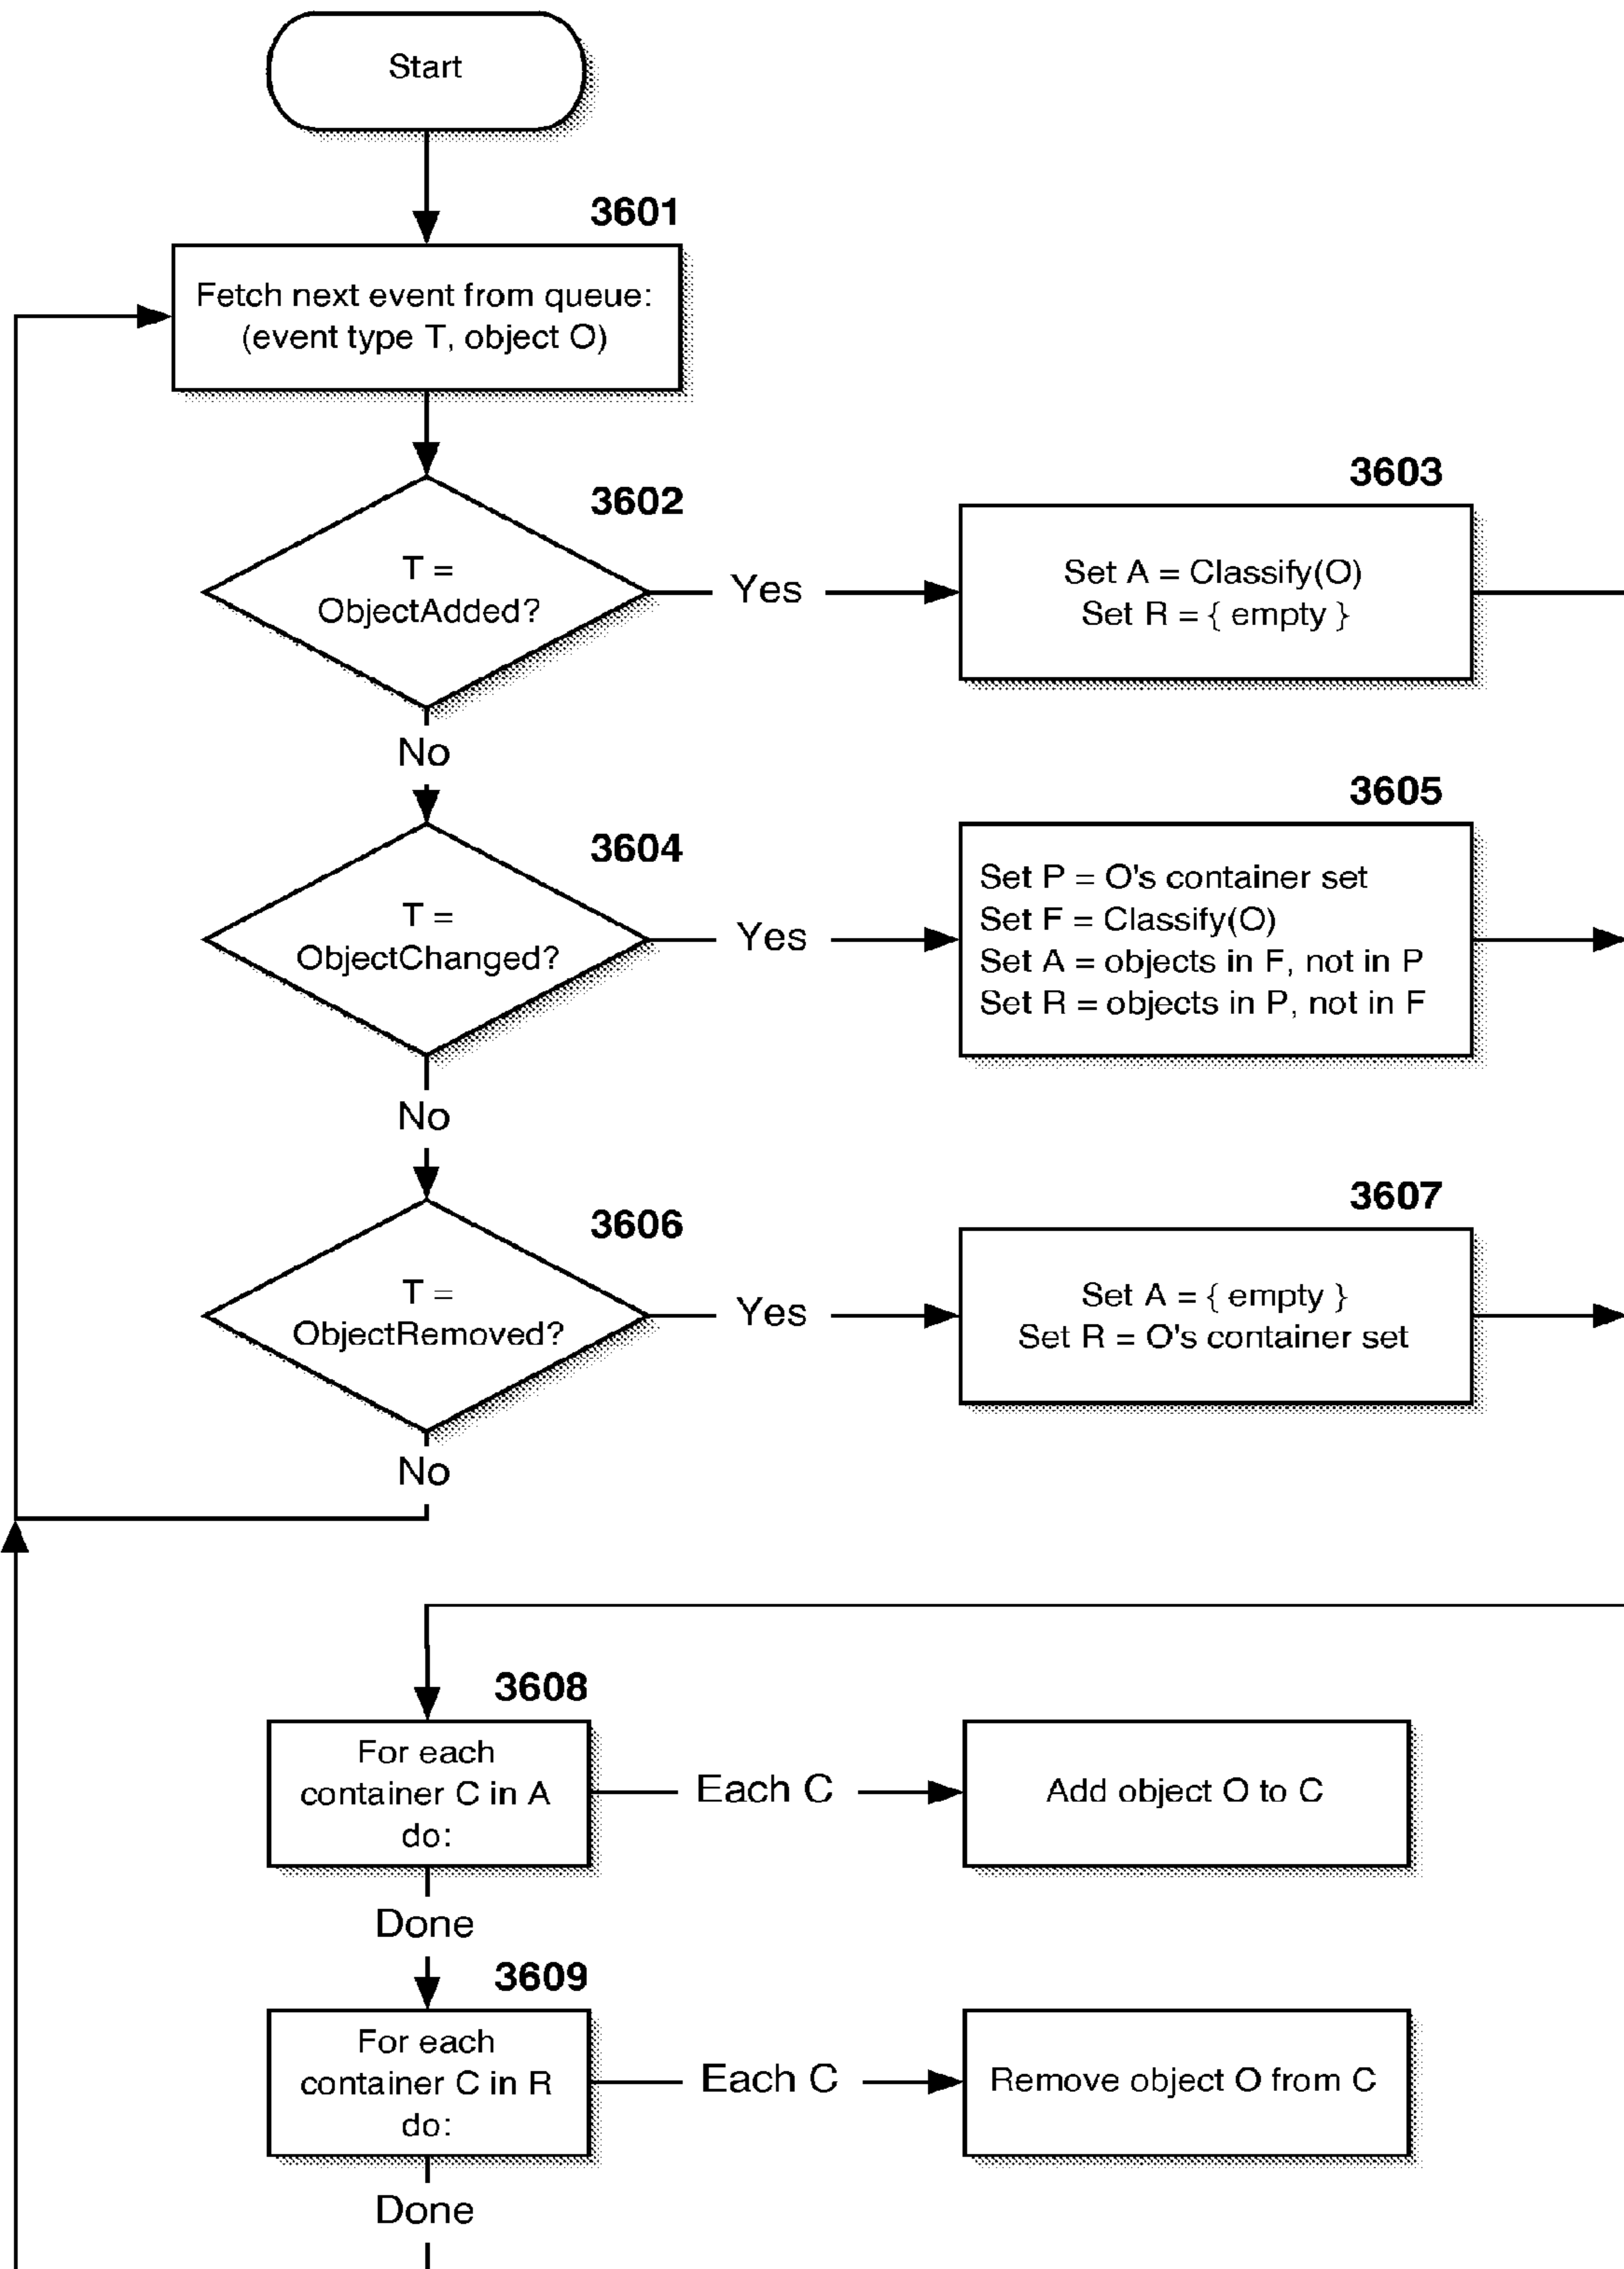 Start
3601
Fetch next event from queue:
(event type T, object O)
3602
T =
ObjectAdded?
Yes
3603
Set A = Classify(O)
Set R = { empty }
No
3604
T =
ObjectChanged?
Yes
3605
Set P = O's container set
Set F = Classify(O)
Set A = objects in F, not in P
Set R = objects in P, not in F
No
3606
T =
ObjectRemoved?
Yes
3607
Set A = { empty }
Set R = O's container set
No
3608
For each
container C in A
do:
Each C
Add object O to C
Done
3609
For each
container C in R
do:
Each C
Remove object O from C
Done